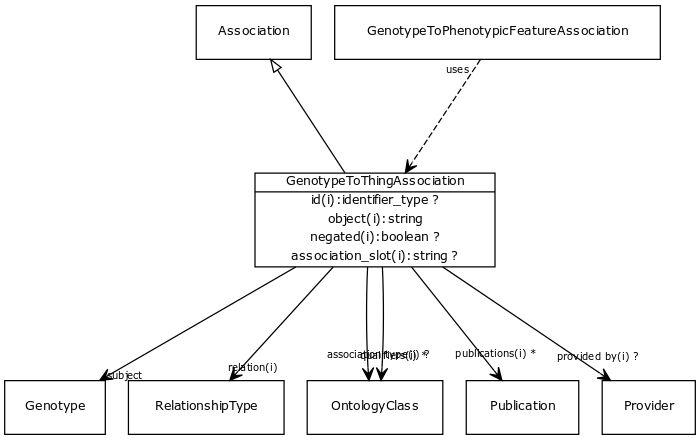 Association
GenotypeToPhenotypicFeatureAssociation
uses
GenotypeToThingAssociation
id(i):identifier_type ?
object(i):string
negated(i):boolean ?
association_slot(i):string ?
subject
relation(i)
association type(i) ?
qualifiers(i) *
publications(i) *
provided by(i) ?
Genotype
RelationshipType
OntologyClass
Publication
Provider